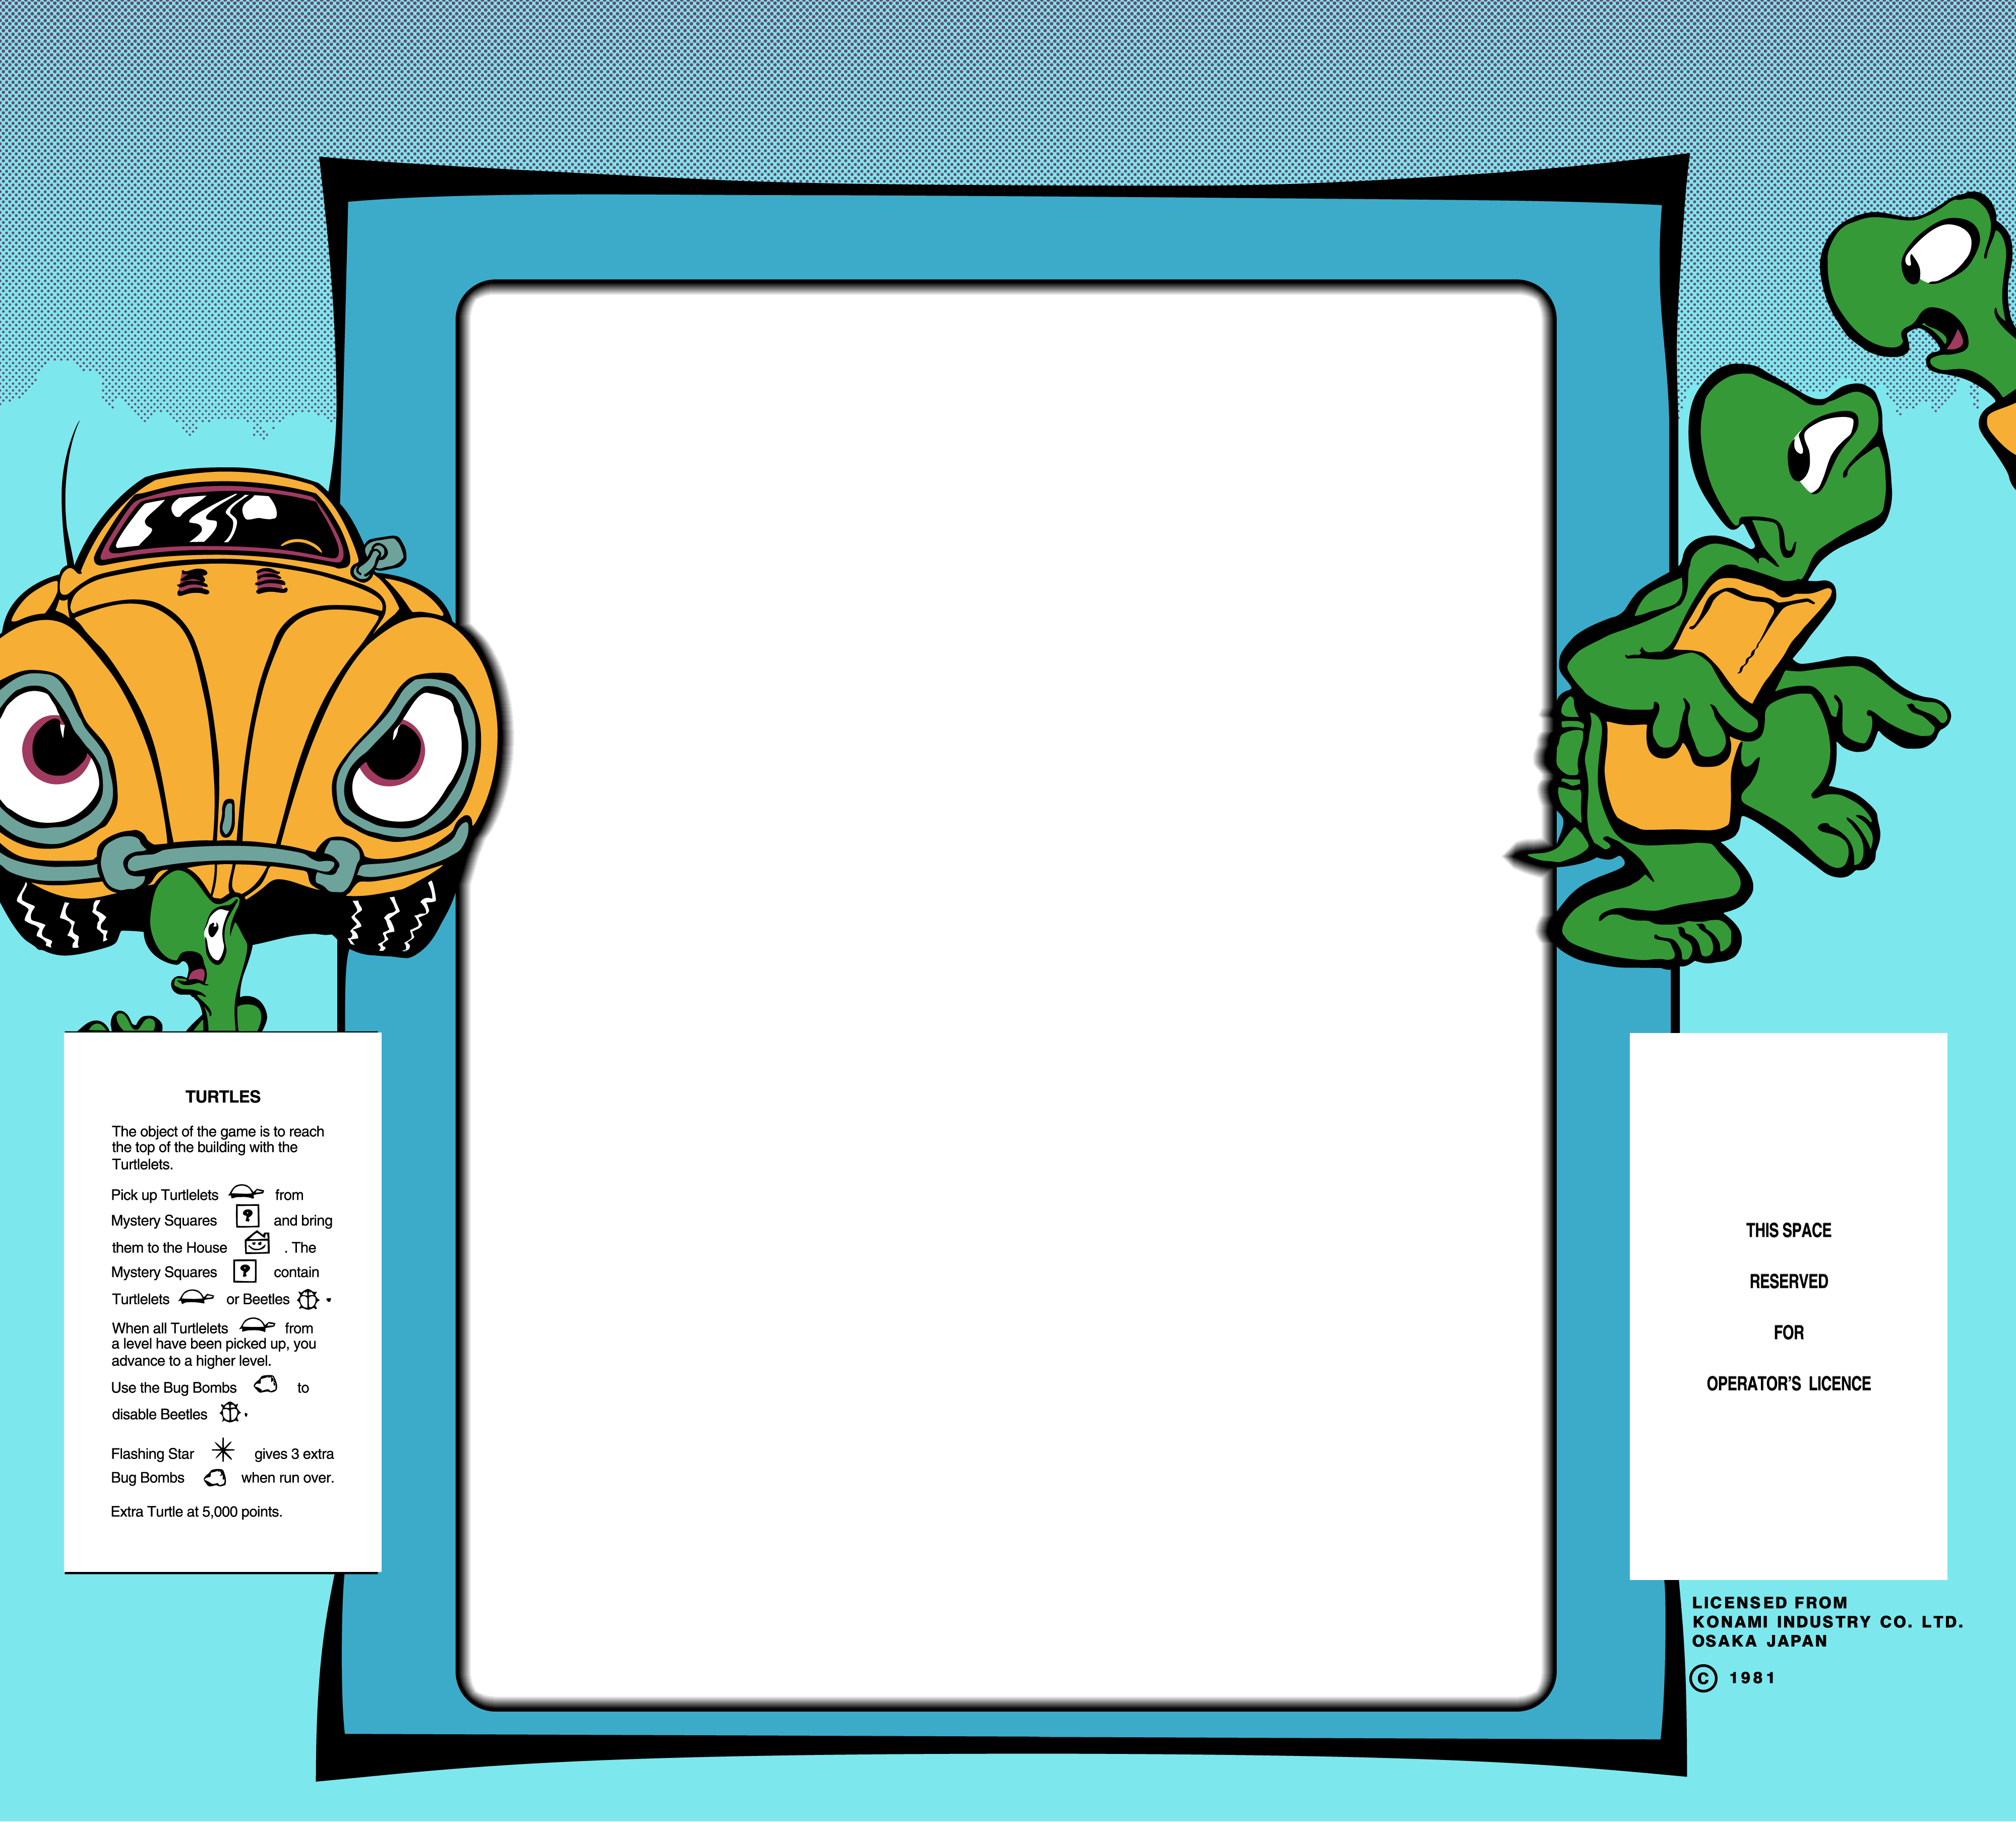 TURTLES
The object of the game is to reach
the top of the building with the
Turtlelets.
Pick up Turtlelets from
Mystery Squares ? and bring
them to the House . The
Mystery Squares ? contain
Turtlelets or Beetles .
When all Turtlelets from
a level have been picked up, you
advance to a higher level.
Use the Bug Bombs to
disable Beetles .
Flashing Star gives 3 extra
Bug Bombs when run over.
Extra Turtle at 5,000 points.
THIS SPACE
RESERVED
FOR
OPERATOR'S LICENCE
LICENSED FROM
KONAMI INDUSTRY CO. LTD.
OSAKA JAPAN
© 1981